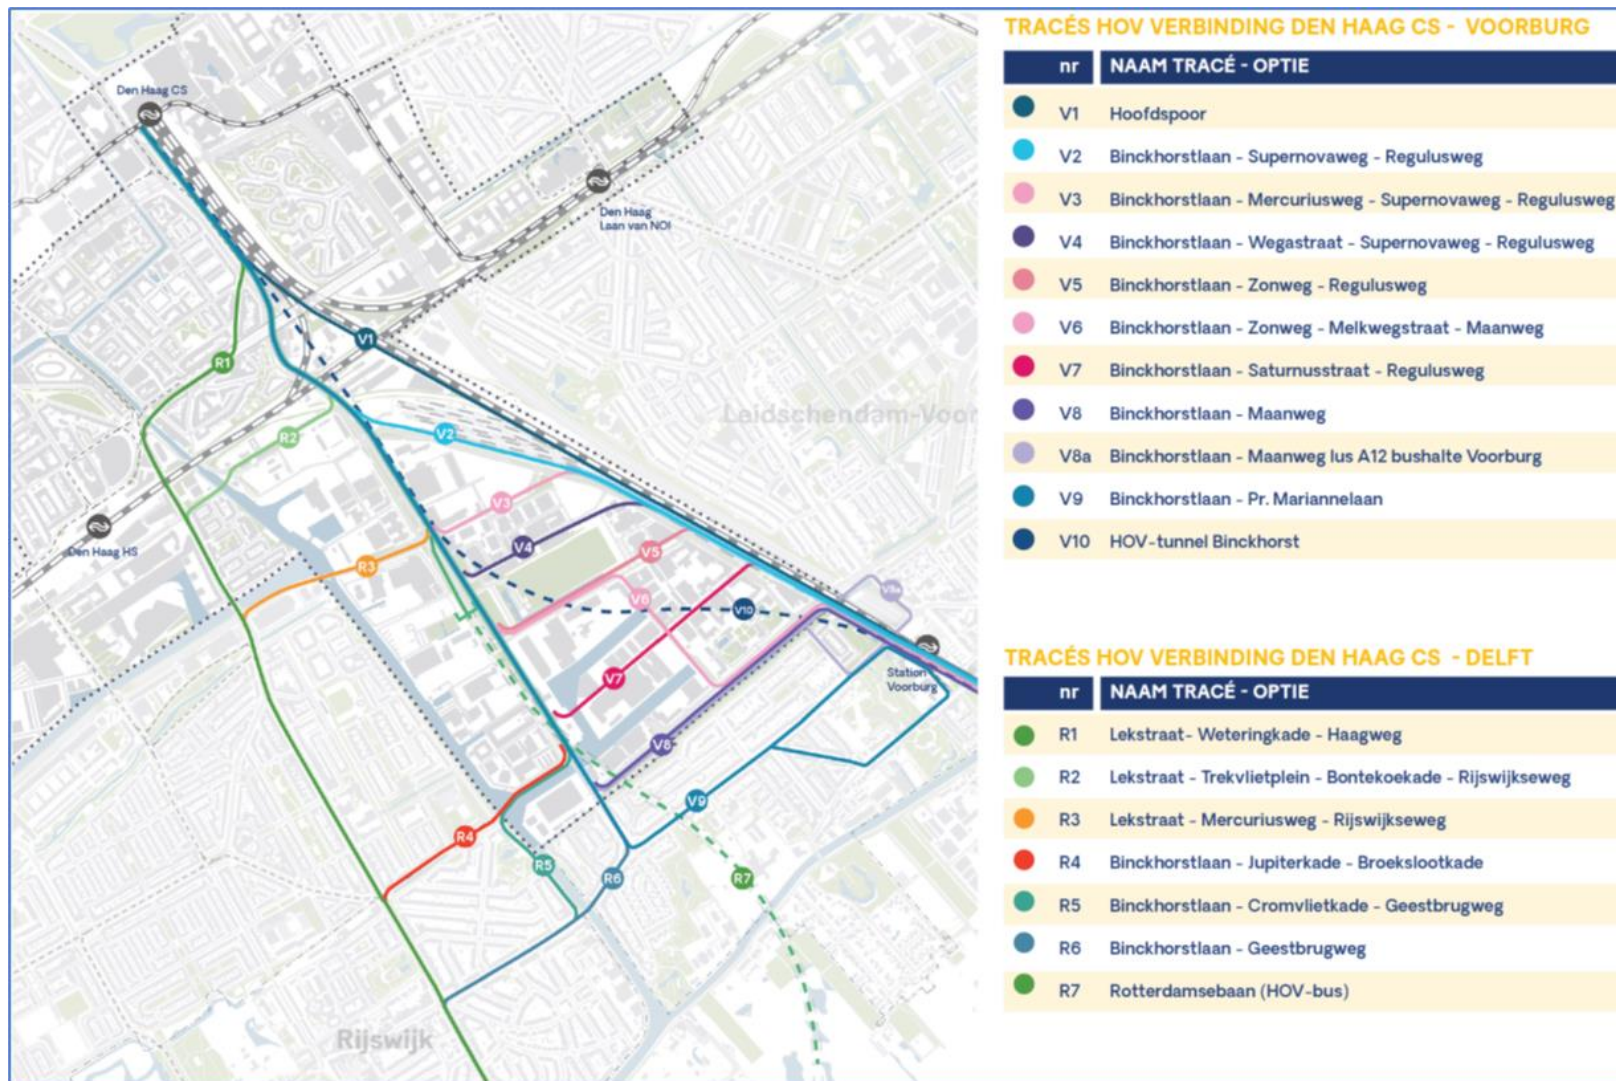 Den Haag CS
Den Haag
Laan van NOI
V1
R1
Leidschendam-Voor
V2
R2
V3
Den Haag HS
V4
V5
R3
V8a
V6
V10
Station
Voorburg
V7
V8
V9
R4
R5
R6
R7
Rijswijk
TRACÉS HOV VERBINDING DEN HAAG CS - VOORBURG
nr NAAM TRACÉ - OPTIE
V1 Hoofdspoor
V2 Binckhorstlaan - Supernovaweg - Regulusweg
V3 Binckhorstlaan - Mercuriusweg - Supernovaweg - Regulusweg
V4 Binckhorstlaan - Wegastraat - Supernovaweg - Regulusweg
V5 Binckhorstlaan - Zonweg - Regulusweg
V6 Binckhorstlaan - Zonweg - Melkwegstraat - Maanweg
V7 Binckhorstlaan - Saturnusstraat - Regulusweg
V8 Binckhorstlaan - Maanweg
V8a Binckhorstlaan - Maanweg lus A12 bushalte Voorburg
V9 Binckhorstlaan - Pr. Mariannelaan
V10 HOV-tunnel Binckhorst
TRACÉS HOV VERBINDING DEN HAAG CS - DELFT
nr NAAM TRACÉ - OPTIE
R1 Lekstraat- Weteringkade - Haagweg
R2 Lekstraat - Trekvlietplein - Bontekoekade - Rijswijkseweg
R3 Lekstraat - Mercuriusweg - Rijswijkseweg
R4 Binckhorstlaan - Jupiterkade - Broekslootkade
R5 Binckhorstlaan - Cromvlietkade - Geestbrugweg
R6 Binckhorstlaan - Geestbrugweg
R7 Rotterdamsebaan (HOV-bus)